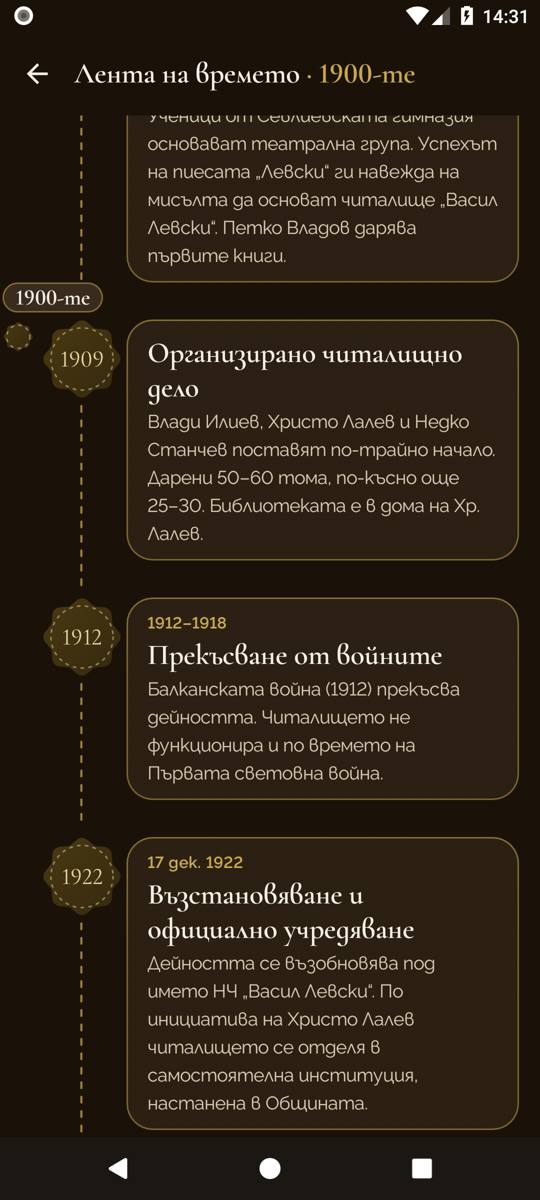 14:31
Лента на времето · 1900-те
Ученици от Севлиевската гимназия
основават театрална група. Успехът
на пиесата „Левски“ ги навежда на
мисълта да основат читалище „Васил
Левски“. Петко Владов дарява
първите книги.
1900-те
1909
Организирано читалищно
дело
Влади Илиев, Христо Лалев и Недко
Станчев поставят по-трайно начало.
Дарени 50–60 тома, по-късно още
25–30. Библиотеката е в дома на Хр.
Лалев.
1912
1912–1918
Прекъсване от войните
Балканската война (1912) прекъсва
дейността. Читалището не
функционира и по времето на
Първата световна война.
1922
17 дек. 1922
Възстановяване и
официално учредяване
Дейността се възобновява под
името НЧ „Васил Левски“. По
инициатива на Христо Лалев
читалището се отделя в
самостоятелна институция,
настанена в Общината.